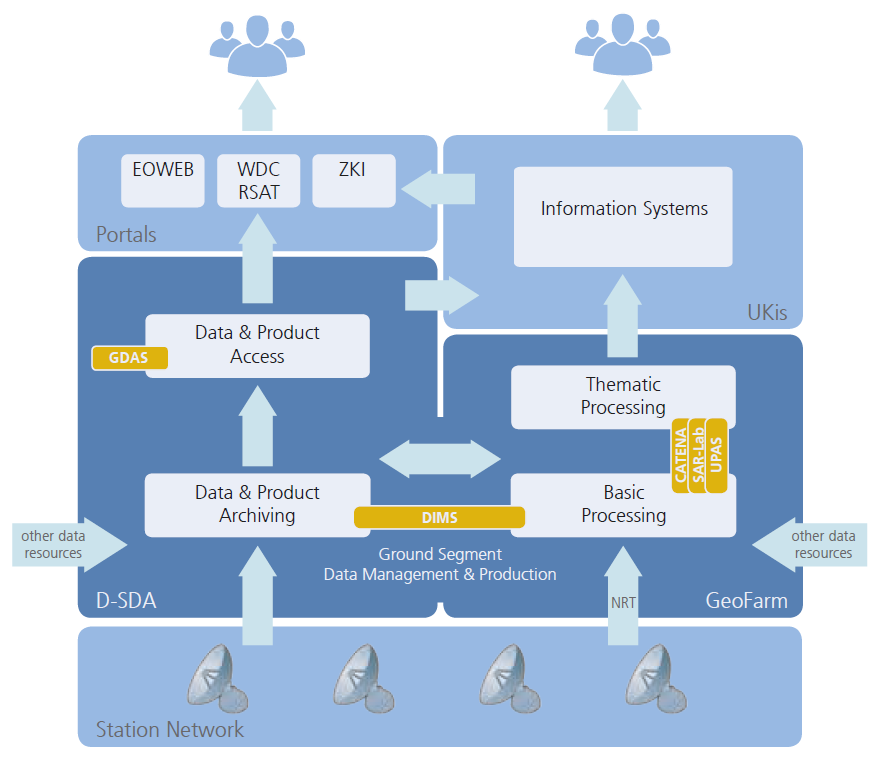 EOWEB
WDC
RSAT
ZKI
Portals
Information Systems
UKis
Data & Product
Access
GDAS
Thematic
Processing
CATENA
SAR-Lab
UPAS
Data & Product
Archiving
DIMS
Basic
Processing
other data
resources
other data
resources
Ground Segment
Data Management & Production
D-SDA
NRT
GeoFarm
Station Network